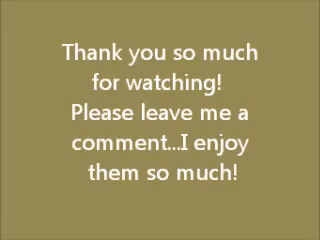 Thank you so much
for watching!
Please leave me a
comment...I enjoy
them so much!